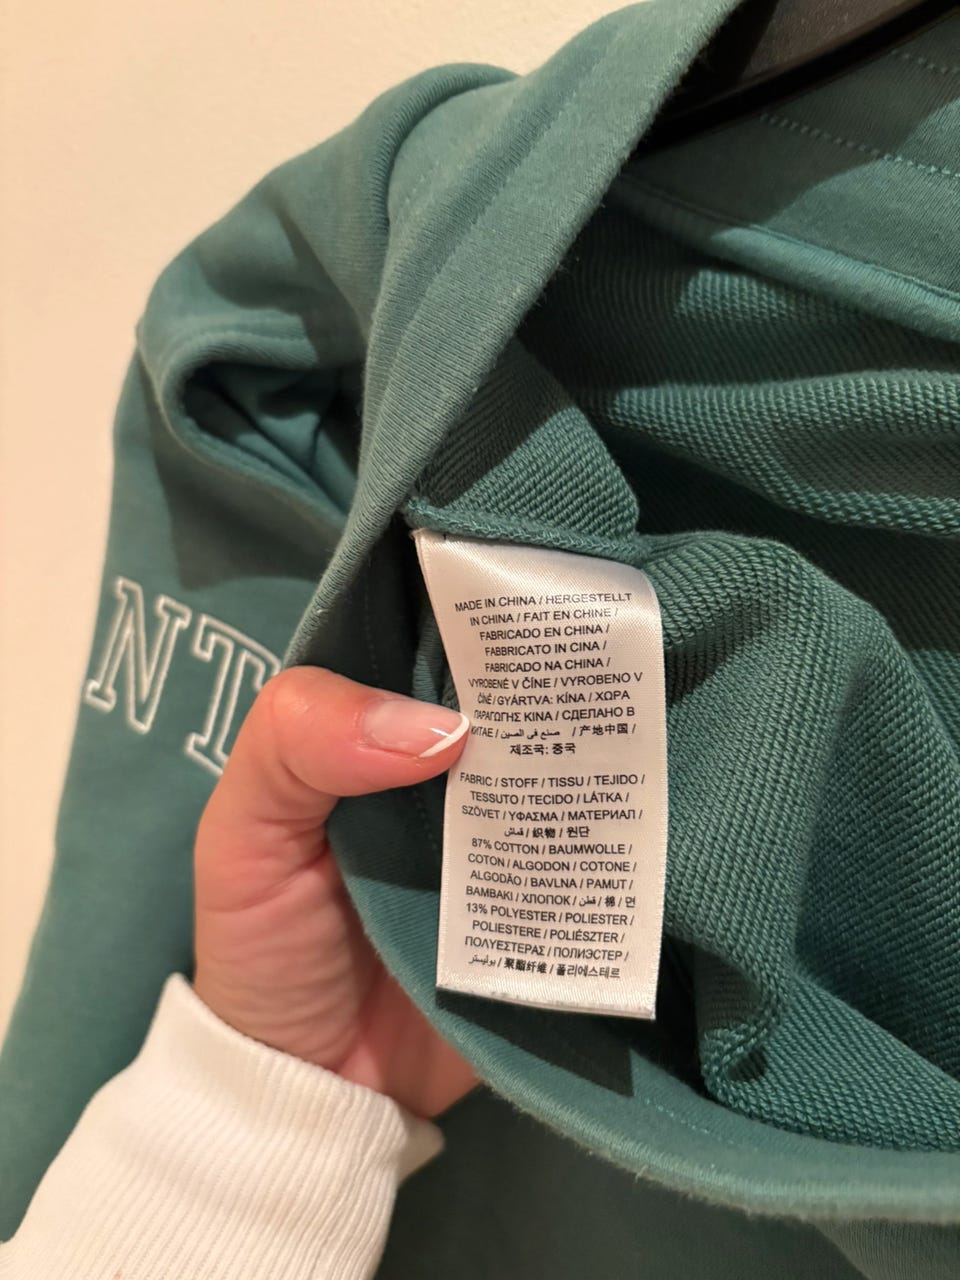 NT
MADE IN CHINA / HERGESTELLT
IN CHINA / FAIT EN CHINE /
FABRICADO EN CHINA /
FABBRICATO IN CINA /
FABRICADO NA CHINA /
VYROBENÉ V ČÍNE / VYROBENO V
ČÍNĚ / GYÁRTVA: KÍNA / ΧΩΡΑ
ΠΑΡΑΓΩΓΗΣ ΚΙΝΑ / СДЕЛАНО В
КИТАЕ / صنع في الصين / 产地中国 /
제조국: 중국
FABRIC / STOFF / TISSU / TEJIDO /
TESSUTO / TECIDO / LÁTKA /
SZÖVET / ΥΦΑΣΜΑ / МАТЕРИАЛ /
قماش / 织物 / 원단
87% COTTON / BAUMWOLLE /
COTON / ALGODON / COTONE /
ALGODÃO / BAVLNA / PAMUT /
ΒΑΜΒΑΚΙ / ХЛОПОК / قطن / 棉 / 면
13% POLYESTER / POLIESTER /
POLIESTERE / POLIÉSZTER /
ΠΟΛΥΕΣΤΕΡΑΣ / ПОЛИЭСТЕР /
بوليستر / 聚酯纤维 / 폴리에스테르